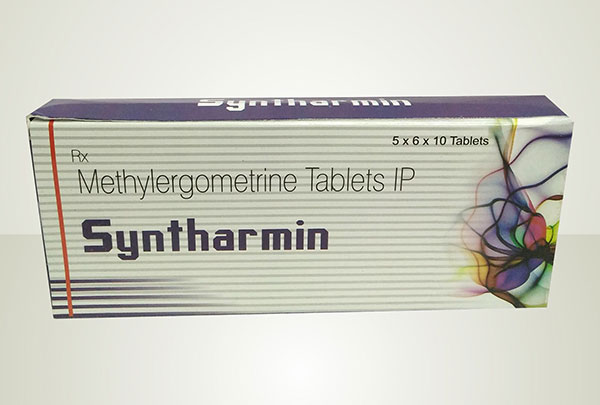 Syntharmin
5 x 6 x 10 Tablets
Rx
Methylergometrine Tablets IP
Syntharmin